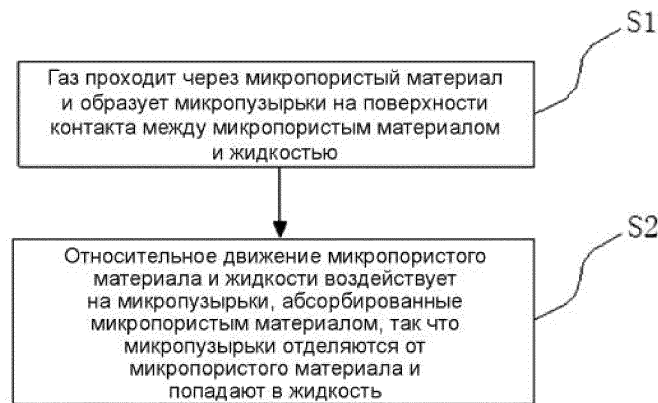 S1
Газ проходит через микропористый материал
и образует микропузырьки на поверхности
контакта между микропористым материалом
и жидкостью
S2
Относительное движение микропористого
материала и жидкости воздействует
на микропузырьки, абсорбированные
микропористым материалом, так что
микропузырьки отделяются от
микропористого материала и
попадают в жидкость